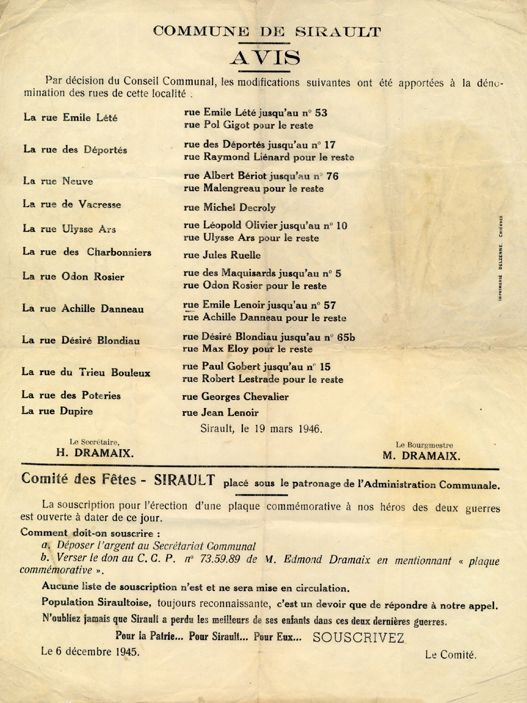 COMMUNE DE SIRAULT
AVIS
Par décision du Conseil Communal, les modifications suivantes ont été apportées à la déno-
mination des rues de cette localité .
La rue Emile Lété
rue Emile Lété jusqu'au n° 53
rue Pol Gigot pour le reste
La rue des Déportés
rue des Déportés jusqu'au n° 17
rue Raymond Liénard pour le reste
La rue Neuve
rue Albert Bériot jusqu'au n° 76
rue Malengreau pour le reste
La rue de Vacresse
rue Michel Decroly
La rue Ulysse Ars
rue Léopold Olivier jusqu'au n° 10
rue Ulysse Ars pour le reste
La rue des Charbonniers
rue Jules Ruelle
La rue Odon Rosier
rue des Maquisards jusqu'au n° 5
rue Odon Rosier pour le reste
La rue Achille Danneau
rue Emile Lenoir jusqu'au n° 57
rue Achille Danneau pour le reste
La rue Désiré Blondiau
rue Désiré Blondiau jusqu'au n° 65b
rue Max Eloy pour le reste
La rue du Trieu Bouleux
rue Paul Gobert jusqu'au n° 15
rue Robert Lestrade pour le reste
La rue des Poteries
rue Georges Chevalier
La rue Dupire
rue Jean Lenoir
Sirault, le 19 mars 1946.
Le Secrétaire,
H. DRAMAIX.
Le Bourgmestre
M. DRAMAIX.
IMPRIMERIE DELZENNE, CHIÈVRES
Comité des Fêtes - SIRAULT placé sous le patronage de l'Administration Communale.
La souscription pour l'érection d'une plaque commémorative à nos héros des deux guerres
est ouverte à dater de ce jour.
Comment doit-on souscrire :
a. Déposer l'argent au Secrétariat Communal
b. Verser le don au C. C. P. n° 73.59.89 de M. Edmond Dramaix en mentionnant « plaque
commémorative ».
Aucune liste de souscription n'est et ne sera mise en circulation.
Population Siraultoise, toujours reconnaissante, c'est un devoir que de répondre à notre appel.
N'oubliez jamais que Sirault a perdu les meilleurs de ses enfants dans ces deux dernières guerres.
Pour la Patrie... Pour Sirault... Pour Eux... SOUSCRIVEZ
Le 6 décembre 1945.
Le Comité.